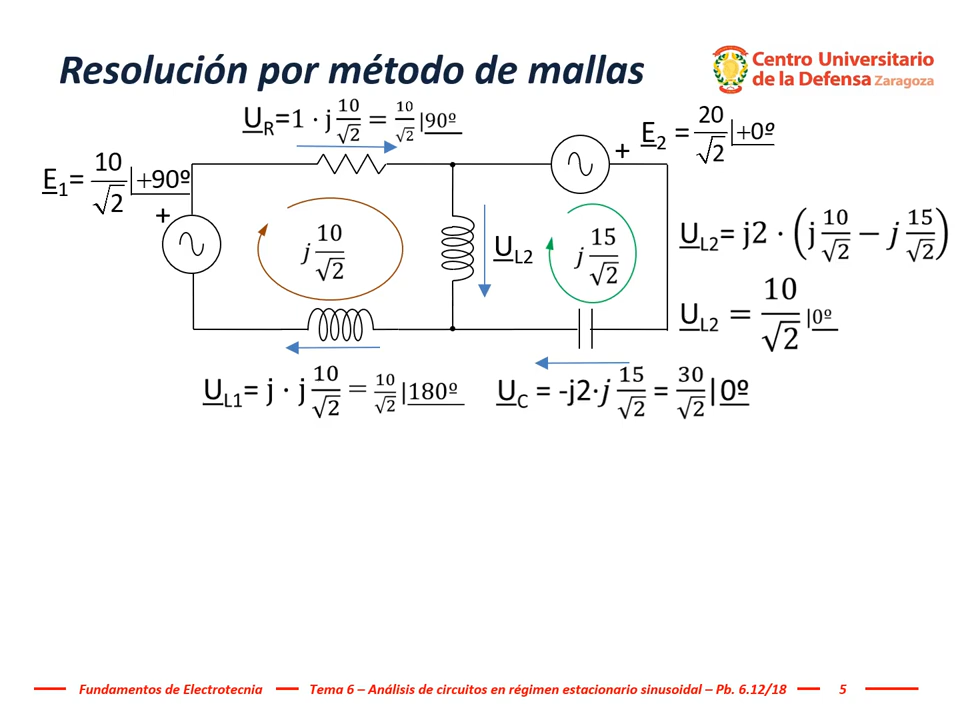 Resolución por método de mallas
Centro Universitario
de la Defensa Zaragoza
U_R=1 · j 10/√2 = 10/√2 |90º
E_2 = 20/√2 |+0º
E_1= 10/√2 |+90º
+
+
j 10/√2
U_L2
j 15/√2
U_L2= j2 · (j 10/√2 − j 15/√2)
U_L2 = 10/√2 |0º
U_L1= j · j 10/√2 = 10/√2 |180º
U_C = -j2·j 15/√2 = 30/√2 |0º
Fundamentos de Electrotecnia
Tema 6 – Análisis de circuitos en régimen estacionario sinusoidal – Pb. 6.12/18
5